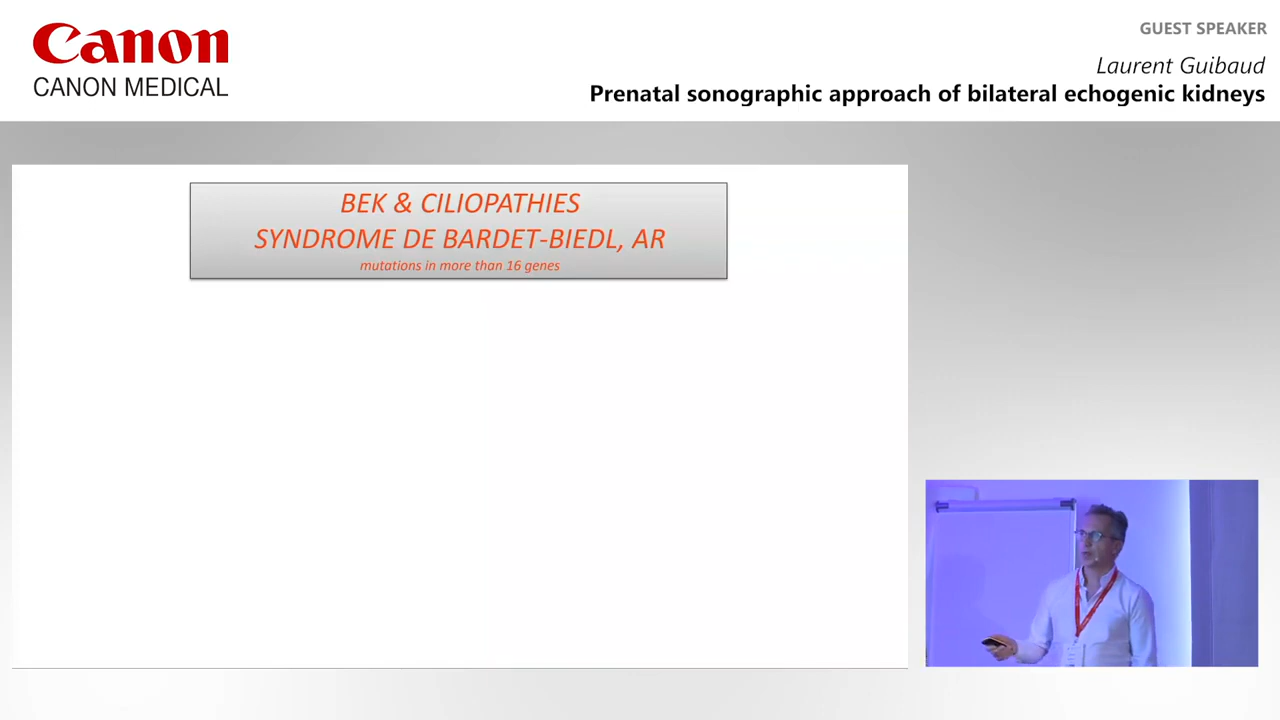 Canon
CANON MEDICAL
GUEST SPEAKER
Laurent Guibaud
Prenatal sonographic approach of bilateral echogenic kidneys
BEK & CILIOPATHIES
SYNDROME DE BARDET-BIEDL, AR
mutations in more than 16 genes